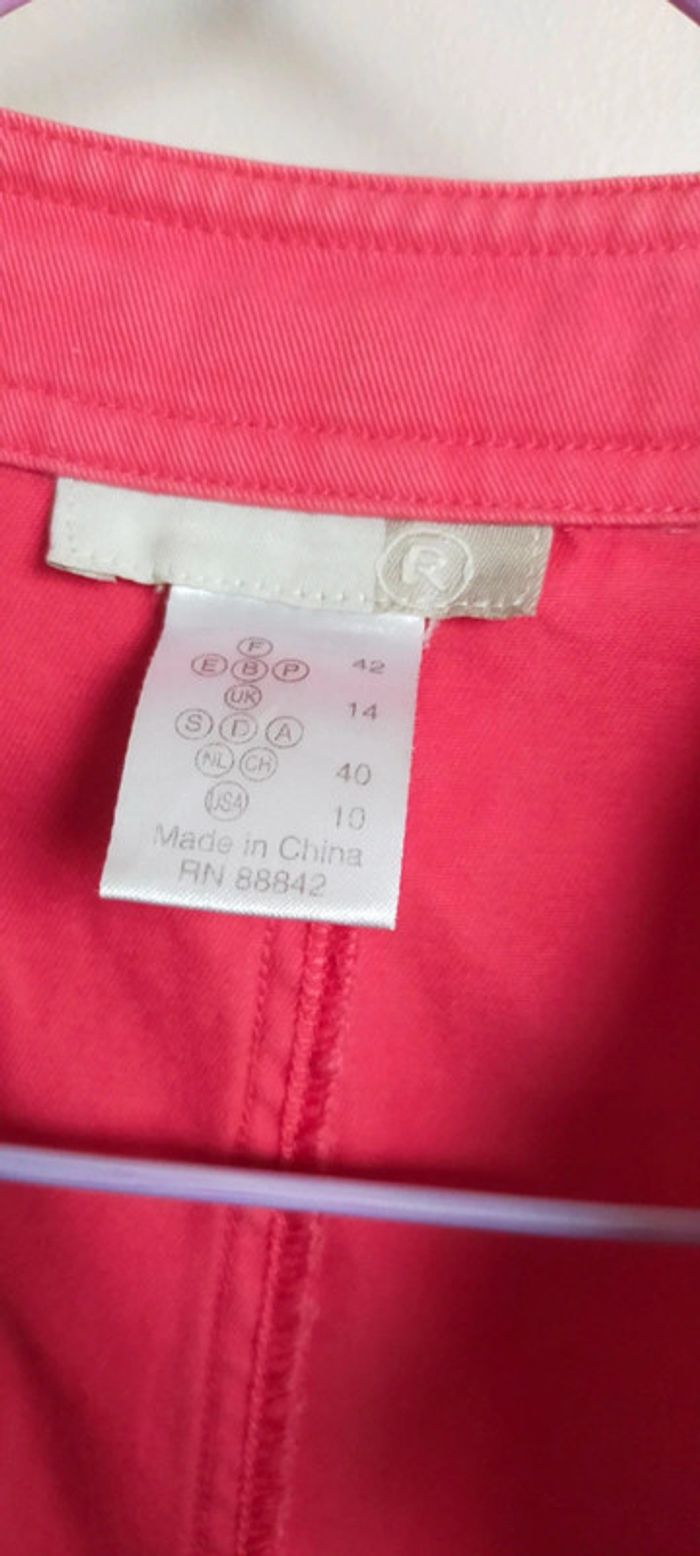 R
F
E B P 42
UK 14
S D A
NL CH 40
USA 10
Made in China
RN 88842